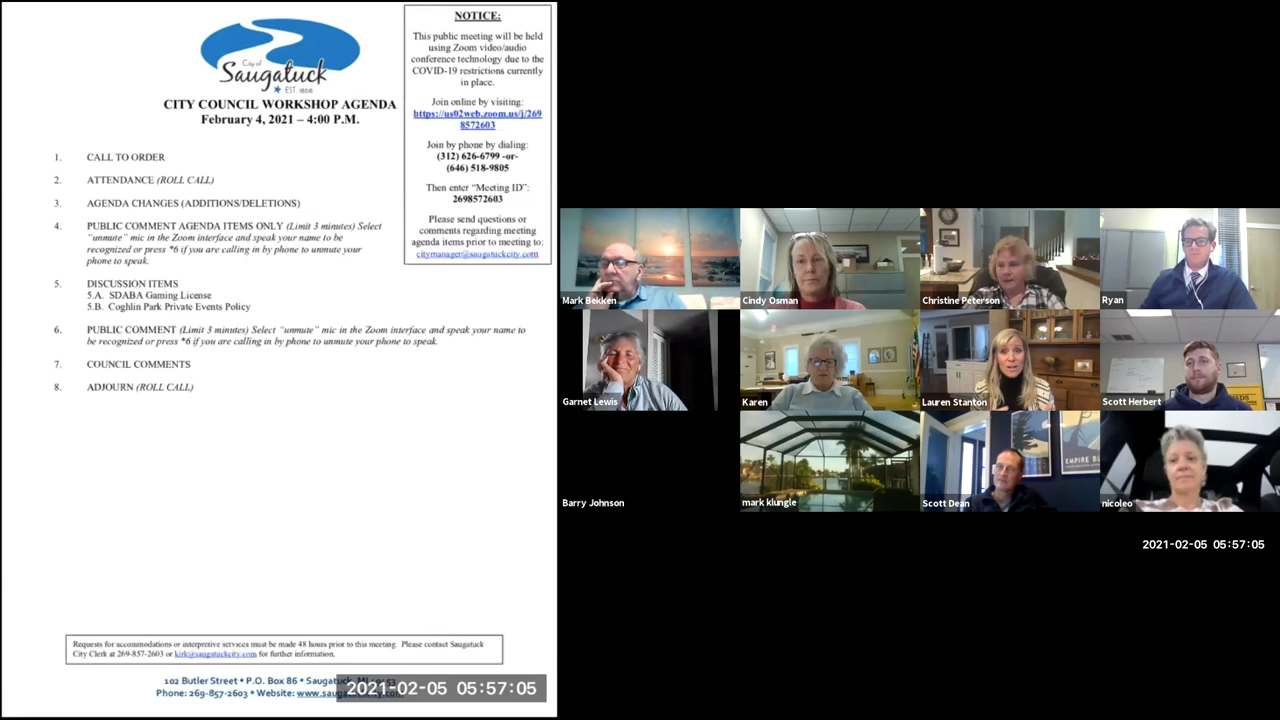 City of
Saugatuck
EST. 1868
CITY COUNCIL WORKSHOP AGENDA
February 4, 2021 – 4:00 P.M.
NOTICE:
This public meeting will be held
using Zoom video/audio
conference technology due to the
COVID-19 restrictions currently
in place.
Join online by visiting:
https://us02web.zoom.us/j/269
8572603
Join by phone by dialing:
(312) 626-6799 -or-
(646) 518-9805
Then enter “Meeting ID”:
2698572603
Please send questions or
comments regarding meeting
agenda items prior to meeting to:
citymanager@saugatuckcity.com
1. CALL TO ORDER
2. ATTENDANCE (ROLL CALL)
3. AGENDA CHANGES (ADDITIONS/DELETIONS)
4. PUBLIC COMMENT AGENDA ITEMS ONLY (Limit 3 minutes) Select
“unmute” mic in the Zoom interface and speak your name to be
recognized or press *6 if you are calling in by phone to unmute your
phone to speak.
5. DISCUSSION ITEMS
5.A. SDABA Gaming License
5.B. Coghlin Park Private Events Policy
6. PUBLIC COMMENT (Limit 3 minutes) Select “unmute” mic in the Zoom interface and speak your name to
be recognized or press *6 if you are calling in by phone to unmute your phone to speak.
7. COUNCIL COMMENTS
8. ADJOURN (ROLL CALL)
Requests for accommodations or interpretive services must be made 48 hours prior to this meeting. Please contact Saugatuck
City Clerk at 269-857-2603 or kirk@saugatuckcity.com for further information.
102 Butler Street • P.O. Box 86 • Saugatuck,
Phone: 269-857-2603 • Website: www.
2021-02-05 05:57:05
Mark Bekken
Cindy Osman
Christine Peterson
Ryan
Garnet Lewis
Karen
Lauren Stanton
Scott Herbert
EMPIRE
Barry Johnson
mark klungle
Scott Dean
nicoleo
2021-02-05 05:57:05